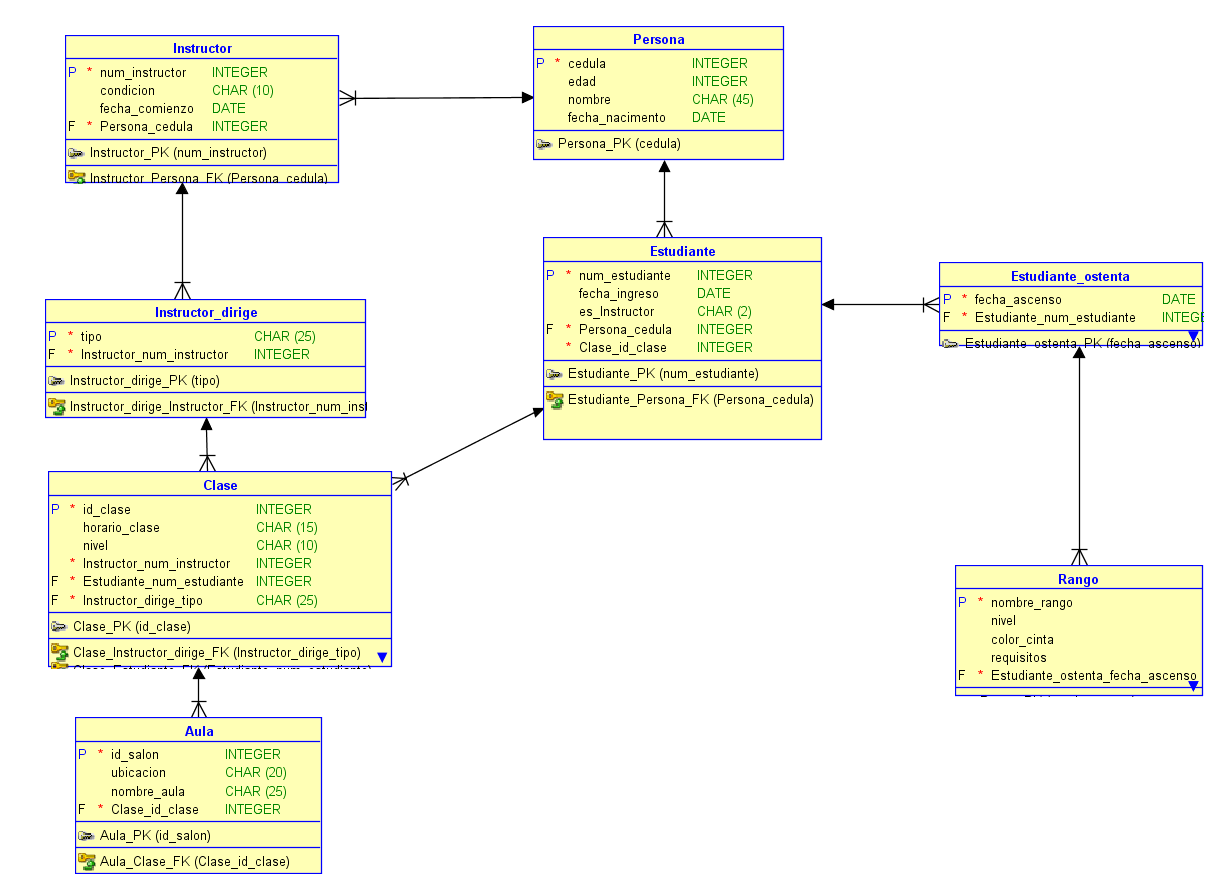 Instructor
P * num_instructor INTEGER
condicion CHAR (10)
fecha_comienzo DATE
F * Persona_cedula INTEGER
Instructor_PK (num_instructor)
Instructor_Persona_FK (Persona_cedula)
Persona
P * cedula INTEGER
edad INTEGER
nombre CHAR (45)
fecha_nacimento DATE
Persona_PK (cedula)
Estudiante
P * num_estudiante INTEGER
fecha_ingreso DATE
es_Instructor CHAR (2)
F * Persona_cedula INTEGER
* Clase_id_clase INTEGER
Estudiante_PK (num_estudiante)
Estudiante_Persona_FK (Persona_cedula)
Estudiante_ostenta
P * fecha_ascenso DATE
F * Estudiante_num_estudiante INTEGE
Estudiante_ostenta_PK (fecha_ascenso)
Instructor_dirige
P * tipo CHAR (25)
F * Instructor_num_instructor INTEGER
Instructor_dirige_PK (tipo)
Instructor_dirige_Instructor_FK (Instructor_num_inst
Clase
P * id_clase INTEGER
horario_clase CHAR (15)
nivel CHAR (10)
* Instructor_num_instructor INTEGER
F * Estudiante_num_estudiante INTEGER
F * Instructor_dirige_tipo CHAR (25)
Clase_PK (id_clase)
Clase_Instructor_dirige_FK (Instructor_dirige_tipo)
Clase_Estudiante_FK (Estudiante_num_estudiante)
Rango
P * nombre_rango
nivel
color_cinta
requisitos
F * Estudiante_ostenta_fecha_ascenso
Aula
P * id_salon INTEGER
ubicacion CHAR (20)
nombre_aula CHAR (25)
F * Clase_id_clase INTEGER
Aula_PK (id_salon)
Aula_Clase_FK (Clase_id_clase)